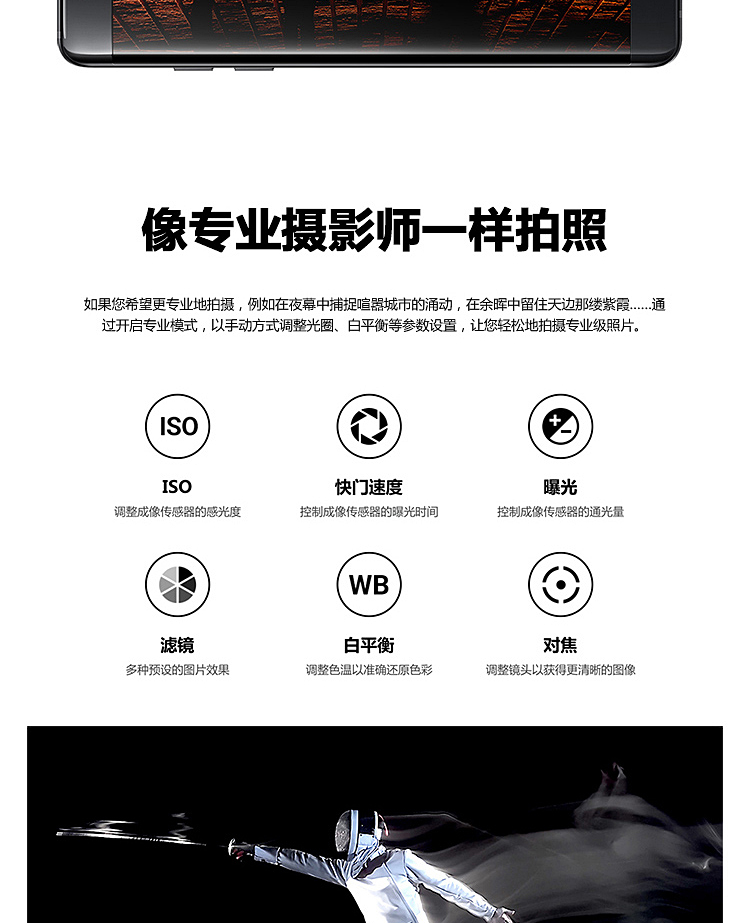 像专业摄影师一样拍照
如果您希望更专业地拍摄，例如在夜幕中捕捉喧嚣城市的涌动，在余晖中留住天边那缕紫霞......通
过开启专业模式，以手动方式调整光圈、白平衡等参数设置，让您轻松地拍摄专业级照片。
ISO
ISO
调整成像传感器的感光度
快门速度
控制成像传感器的曝光时间
曝光
控制成像传感器的通光量
滤镜
多种预设的图片效果
WB
白平衡
调整色温以准确还原色彩
对焦
调整镜头以获得更清晰的图像